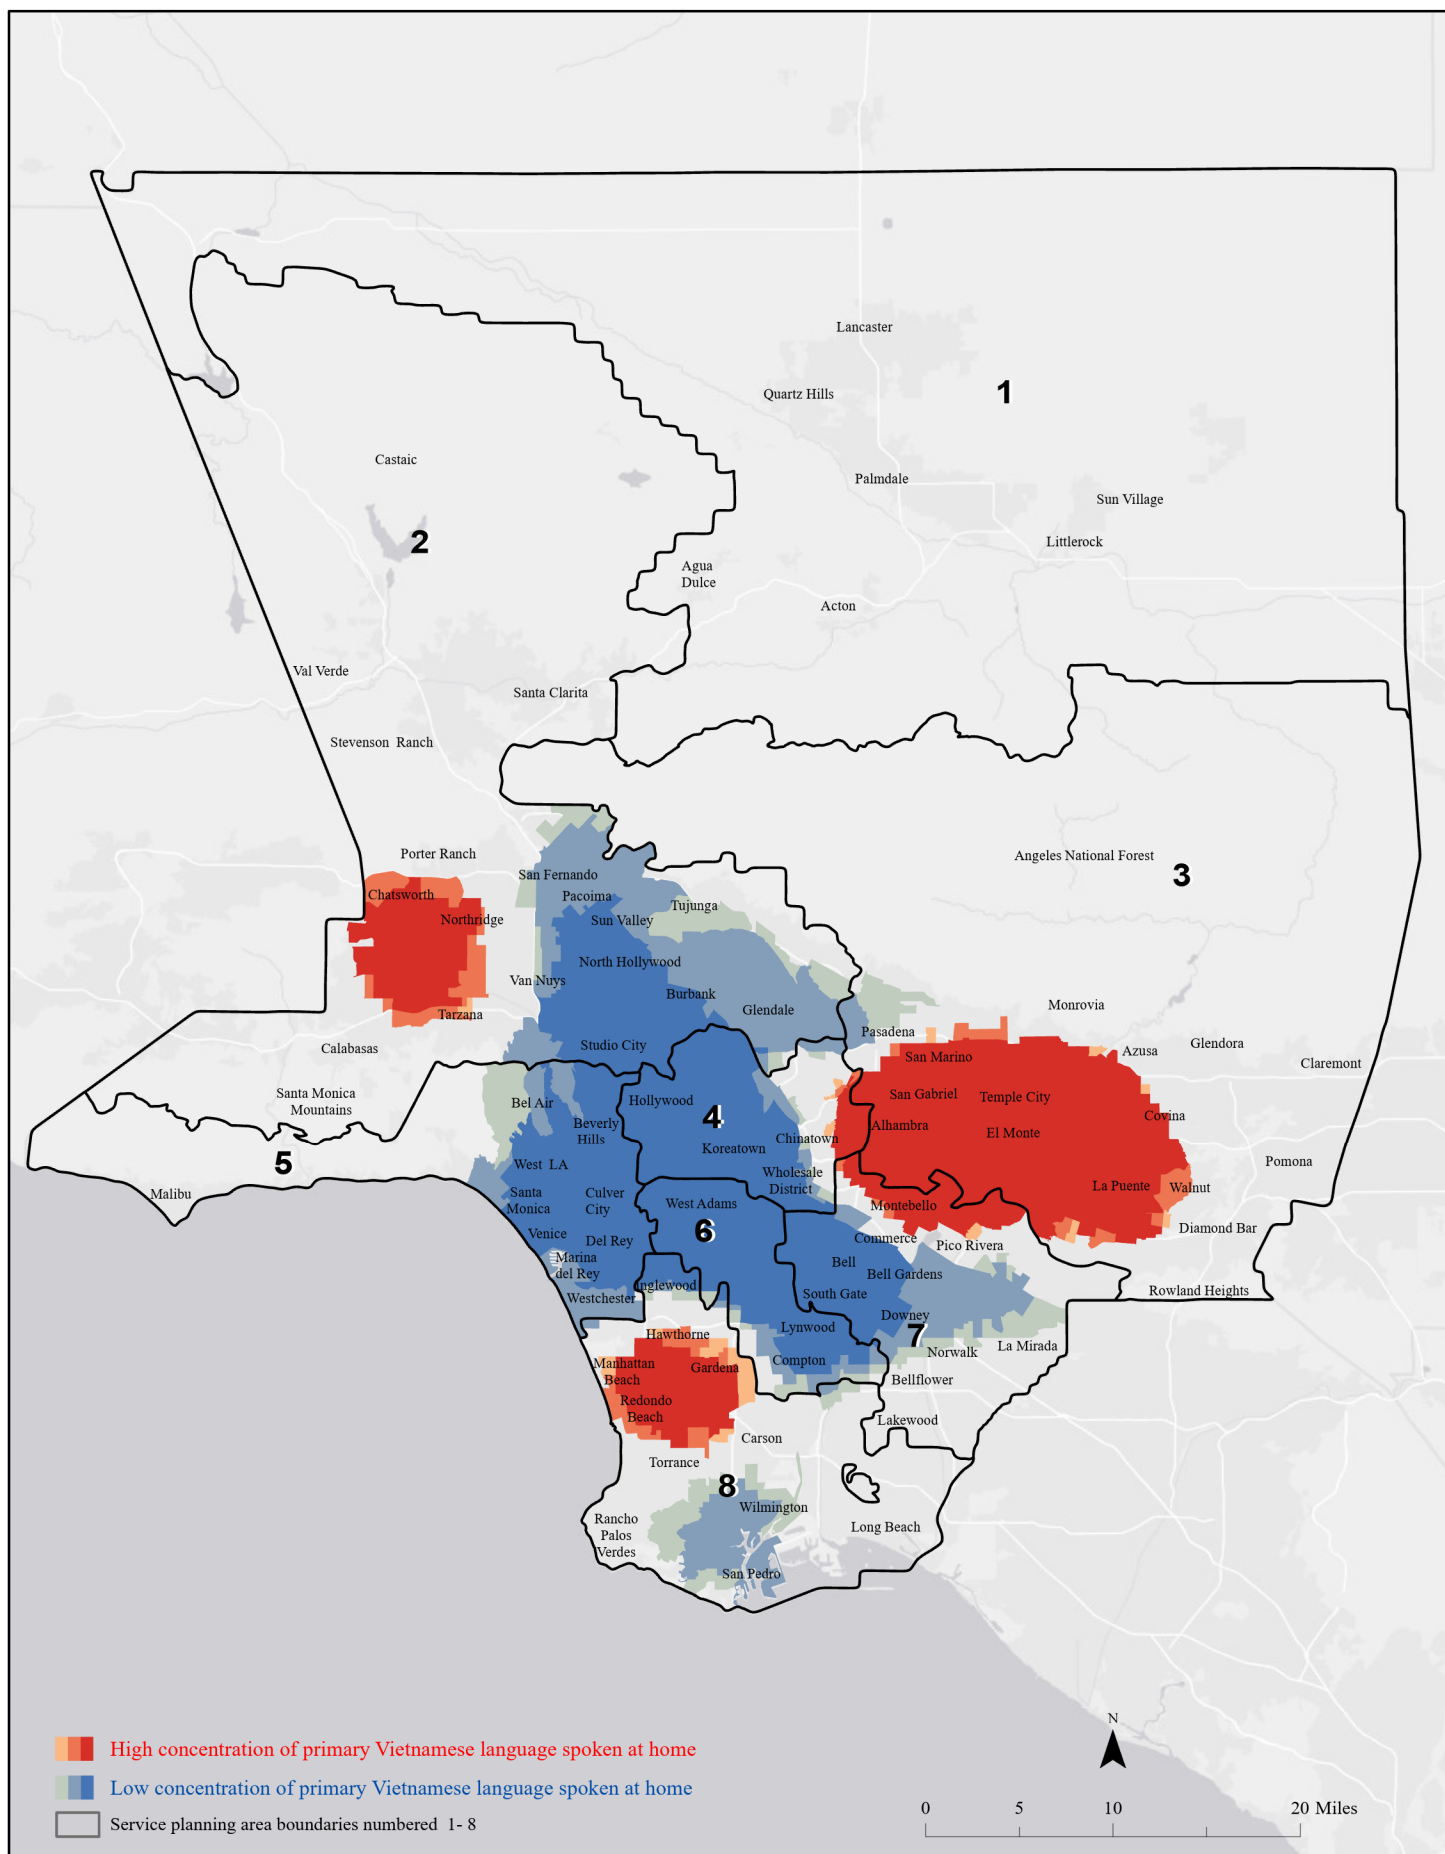 Lancaster
Quartz Hills
1
Castaic
Palmdale
Sun Village
2
Littlerock
Agua
Dulce
Acton
Val Verde
Santa Clarita
Stevenson Ranch
Porter Ranch
Angeles National Forest
3
San Fernando
Chatsworth
Pacoima
Tujunga
Northridge
Sun Valley
North Hollywood
Van Nuys
Burbank
Glendale
Monrovia
Tarzana
Pasadena
Studio City
Calabasas
San Marino
Azusa
Glendora
Claremont
Santa Monica
Mountains
Bel Air
Hollywood
4
San Gabriel
Temple City
Beverly
Hills
Chinatown
Alhambra
El Monte
Covina
Koreatown
5
West LA
Wholesale
District
Pomona
Malibu
Santa
Monica
Culver
City
West Adams
La Puente
Walnut
Montebello
6
Venice
Del Rey
Commerce
Pico Rivera
Diamond Bar
Marina
del Rey
Bell
Bell Gardens
Inglewood
Westchester
South Gate
Rowland Heights
Downey
Lynwood
7
Hawthorne
Norwalk
La Mirada
Manhattan
Beach
Gardena
Compton
Bellflower
Redondo
Beach
Lakewood
Carson
Torrance
8
Wilmington
Rancho
Palos
Verdes
Long Beach
San Pedro
N
High concentration of primary Vietnamese language spoken at home
Low concentration of primary Vietnamese language spoken at home
Service planning area boundaries numbered 1- 8
0 5 10 20 Miles